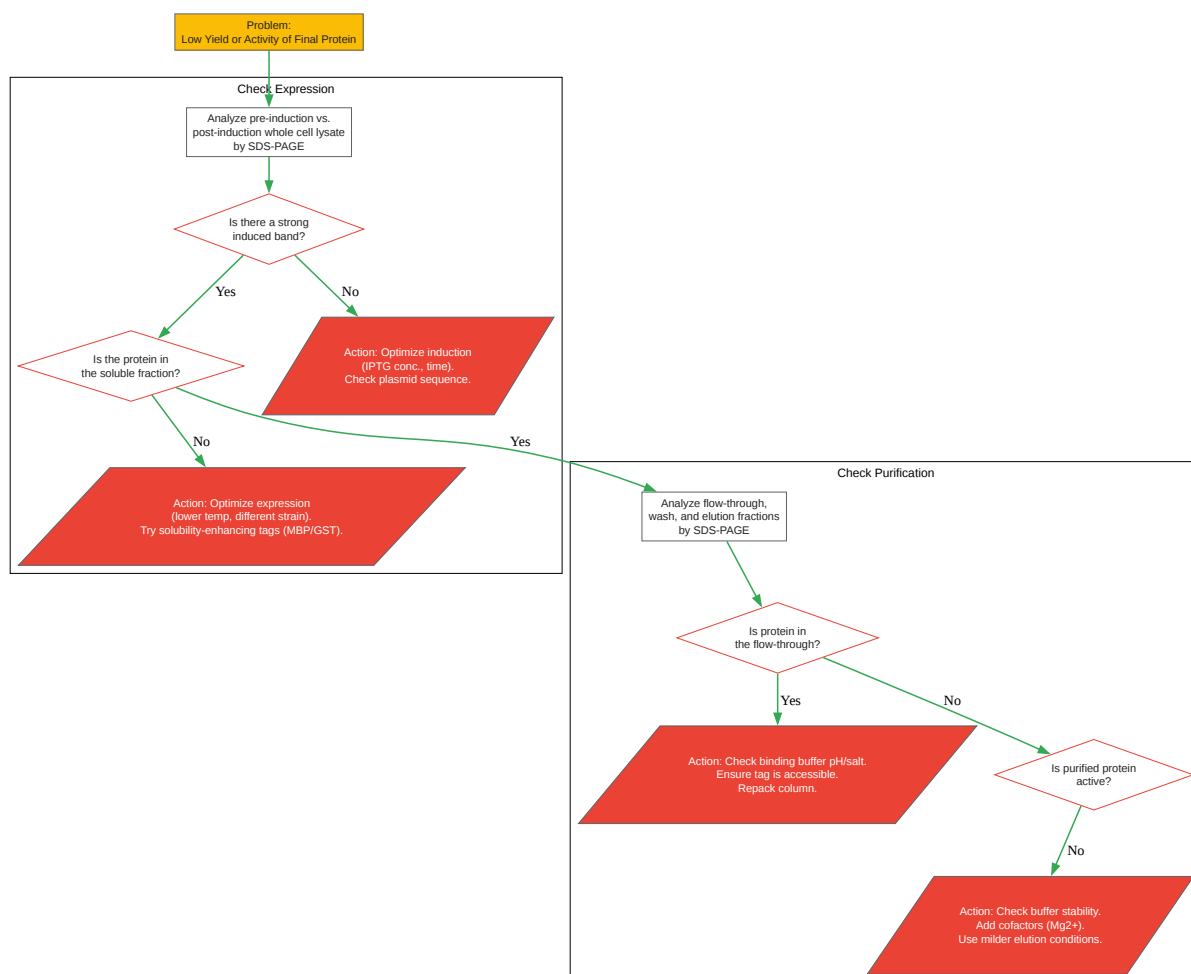 Problem:
Low Yield or Activity of Final Protein
Check Expression
Analyze pre-induction vs.
post-induction whole cell lysate
by SDS-PAGE
Is there a strong
induced band?
Yes
No
Is the protein in
the soluble fraction?
Action: Optimize induction
(IPTG conc., time).
Check plasmid sequence.
No
Yes
Action: Optimize expression
(lower temp, different strain).
Try solubility-enhancing tags (MBP/GST).
Check Purification
Analyze flow-through,
wash, and elution fractions
by SDS-PAGE
Is protein in
the flow-through?
Yes
No
Action: Check binding buffer pH/salt.
Ensure tag is accessible.
Repack column.
Is purified protein
active?
No
Action: Check buffer stability.
Add cofactors (Mg2+).
Use milder elution conditions.